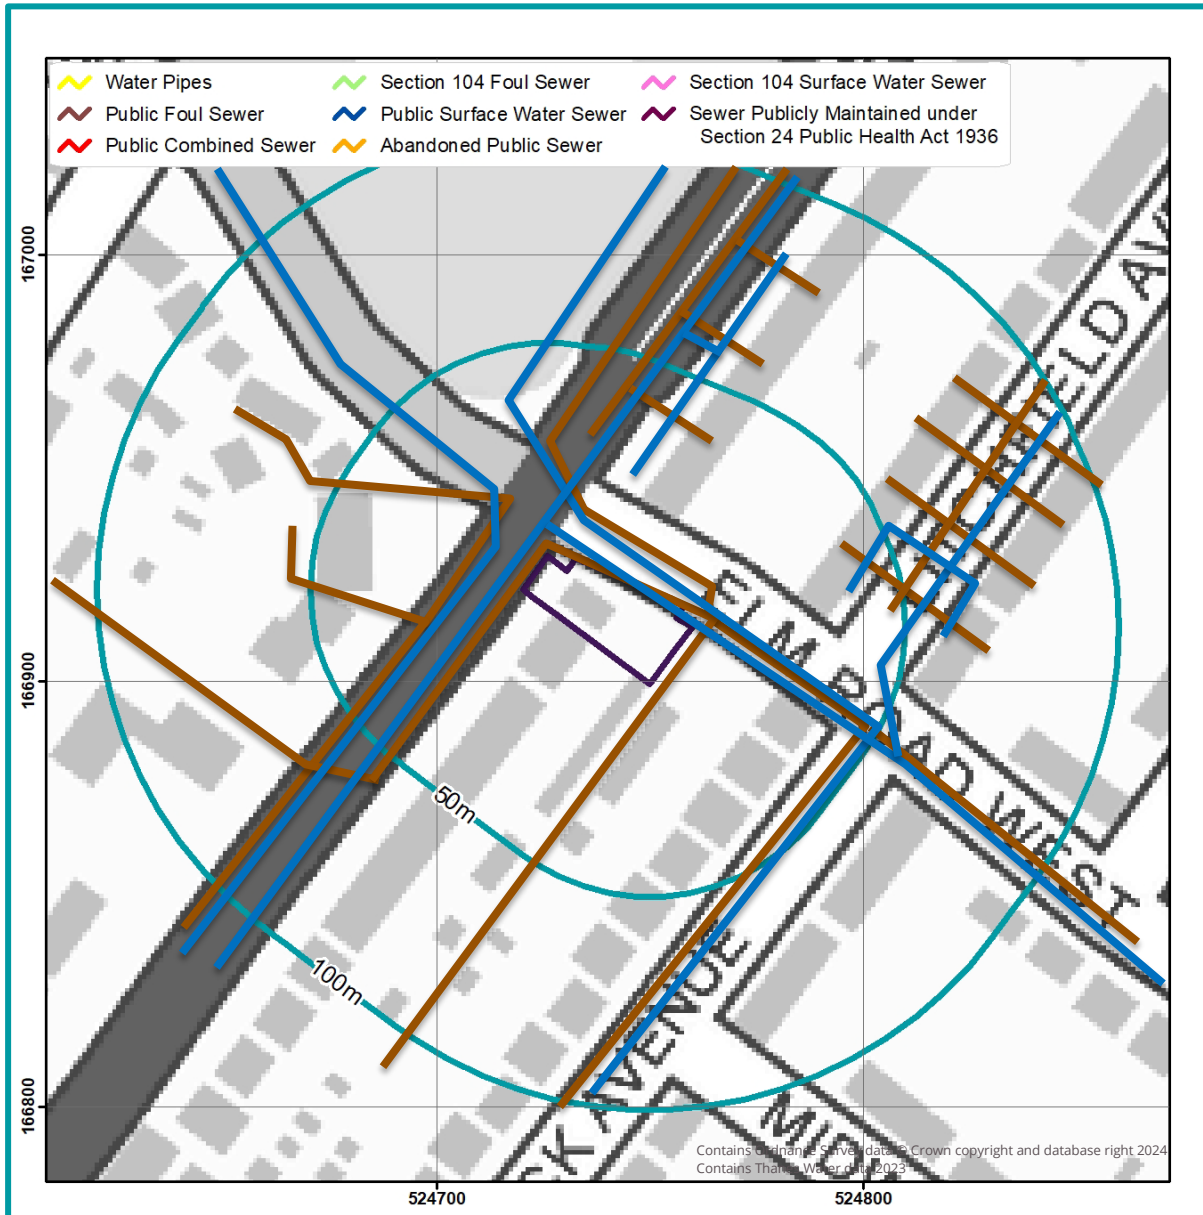 Water Pipes
Section 104 Foul Sewer
Section 104 Surface Water Sewer
Public Foul Sewer
Public Surface Water Sewer
Sewer Publicly Maintained under
Section 24 Public Health Act 1936
Public Combined Sewer
Abandoned Public Sewer
167000
166900
166800
ELM ROAD WEST
50m
100m
AVENUE
Contains Ordnance Survey data © Crown copyright and database right 2024
Contains Thames Water data 2023
524700
524800